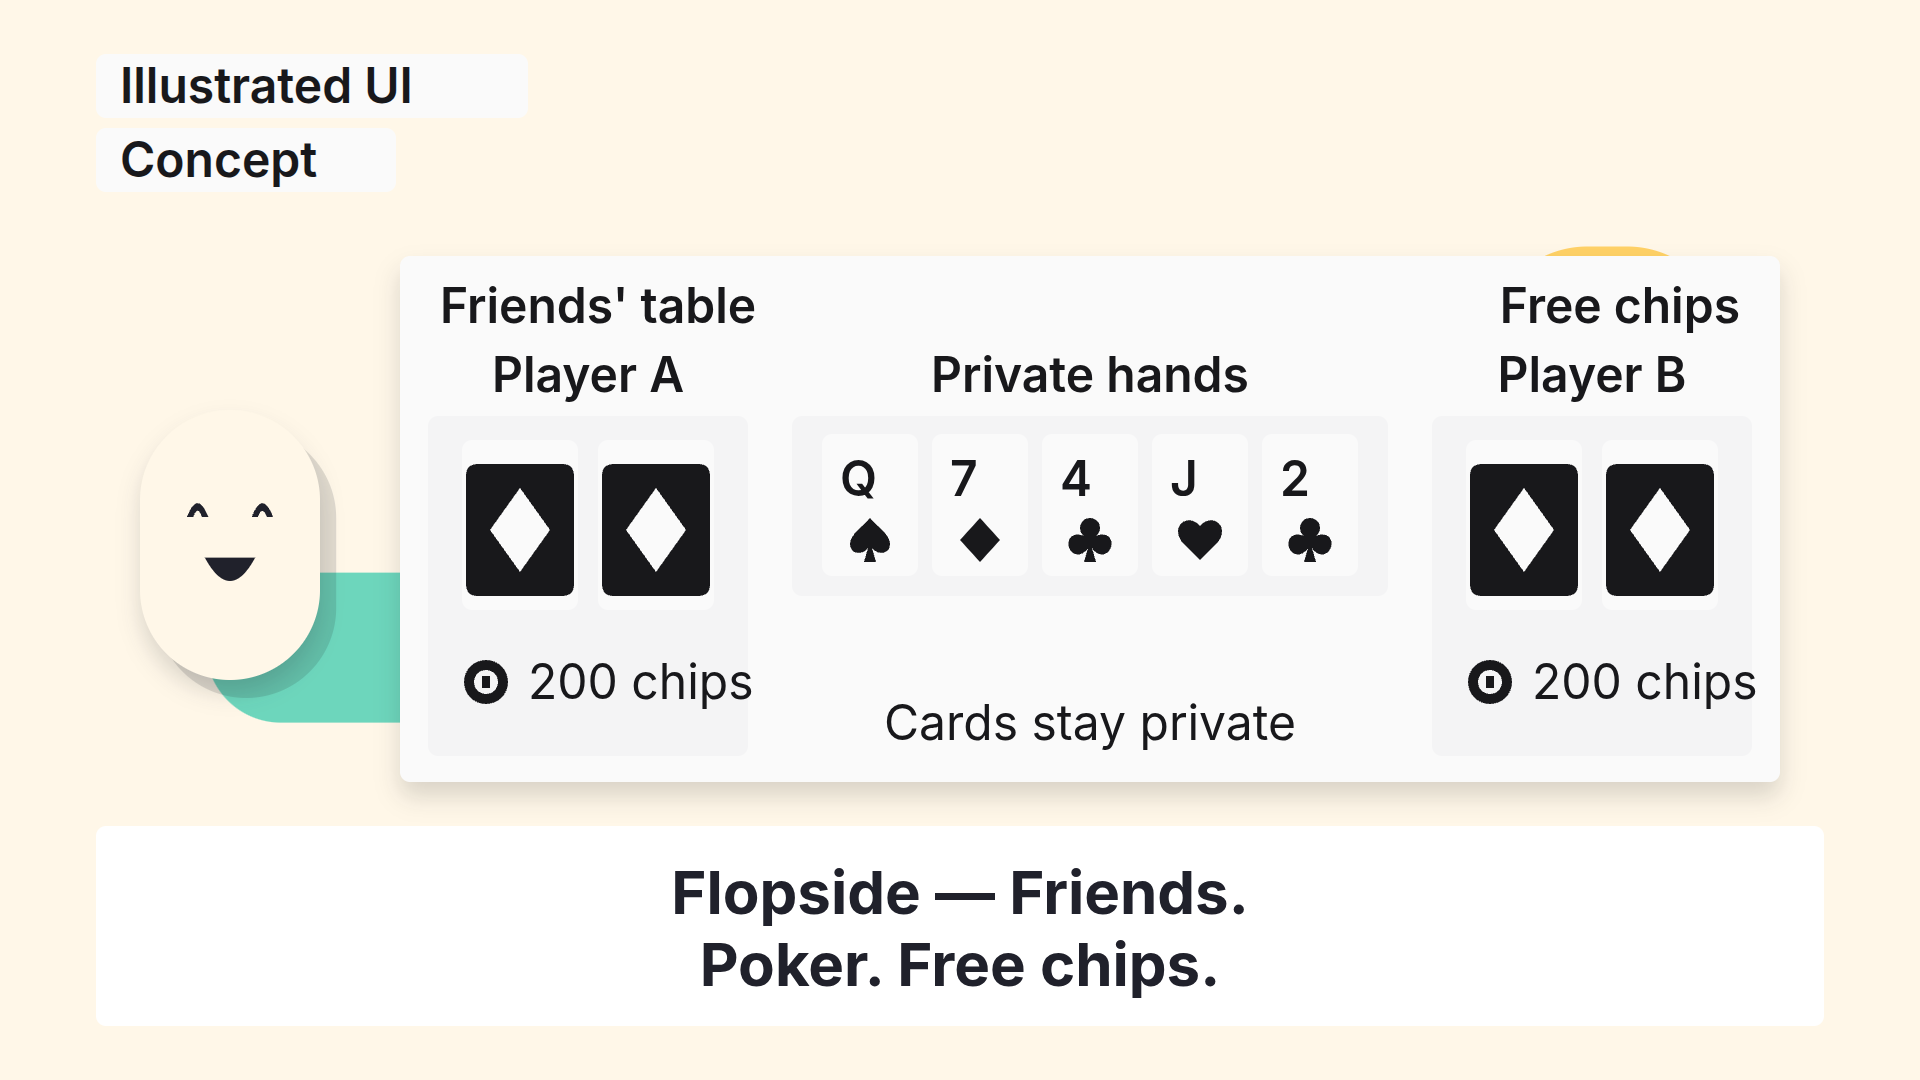 Illustrated UI
Concept
Friends' table
Free chips
Player A
Private hands
Player B
Q 7 4 J 2
200 chips
200 chips
Cards stay private
Flopside — Friends.
Poker. Free chips.